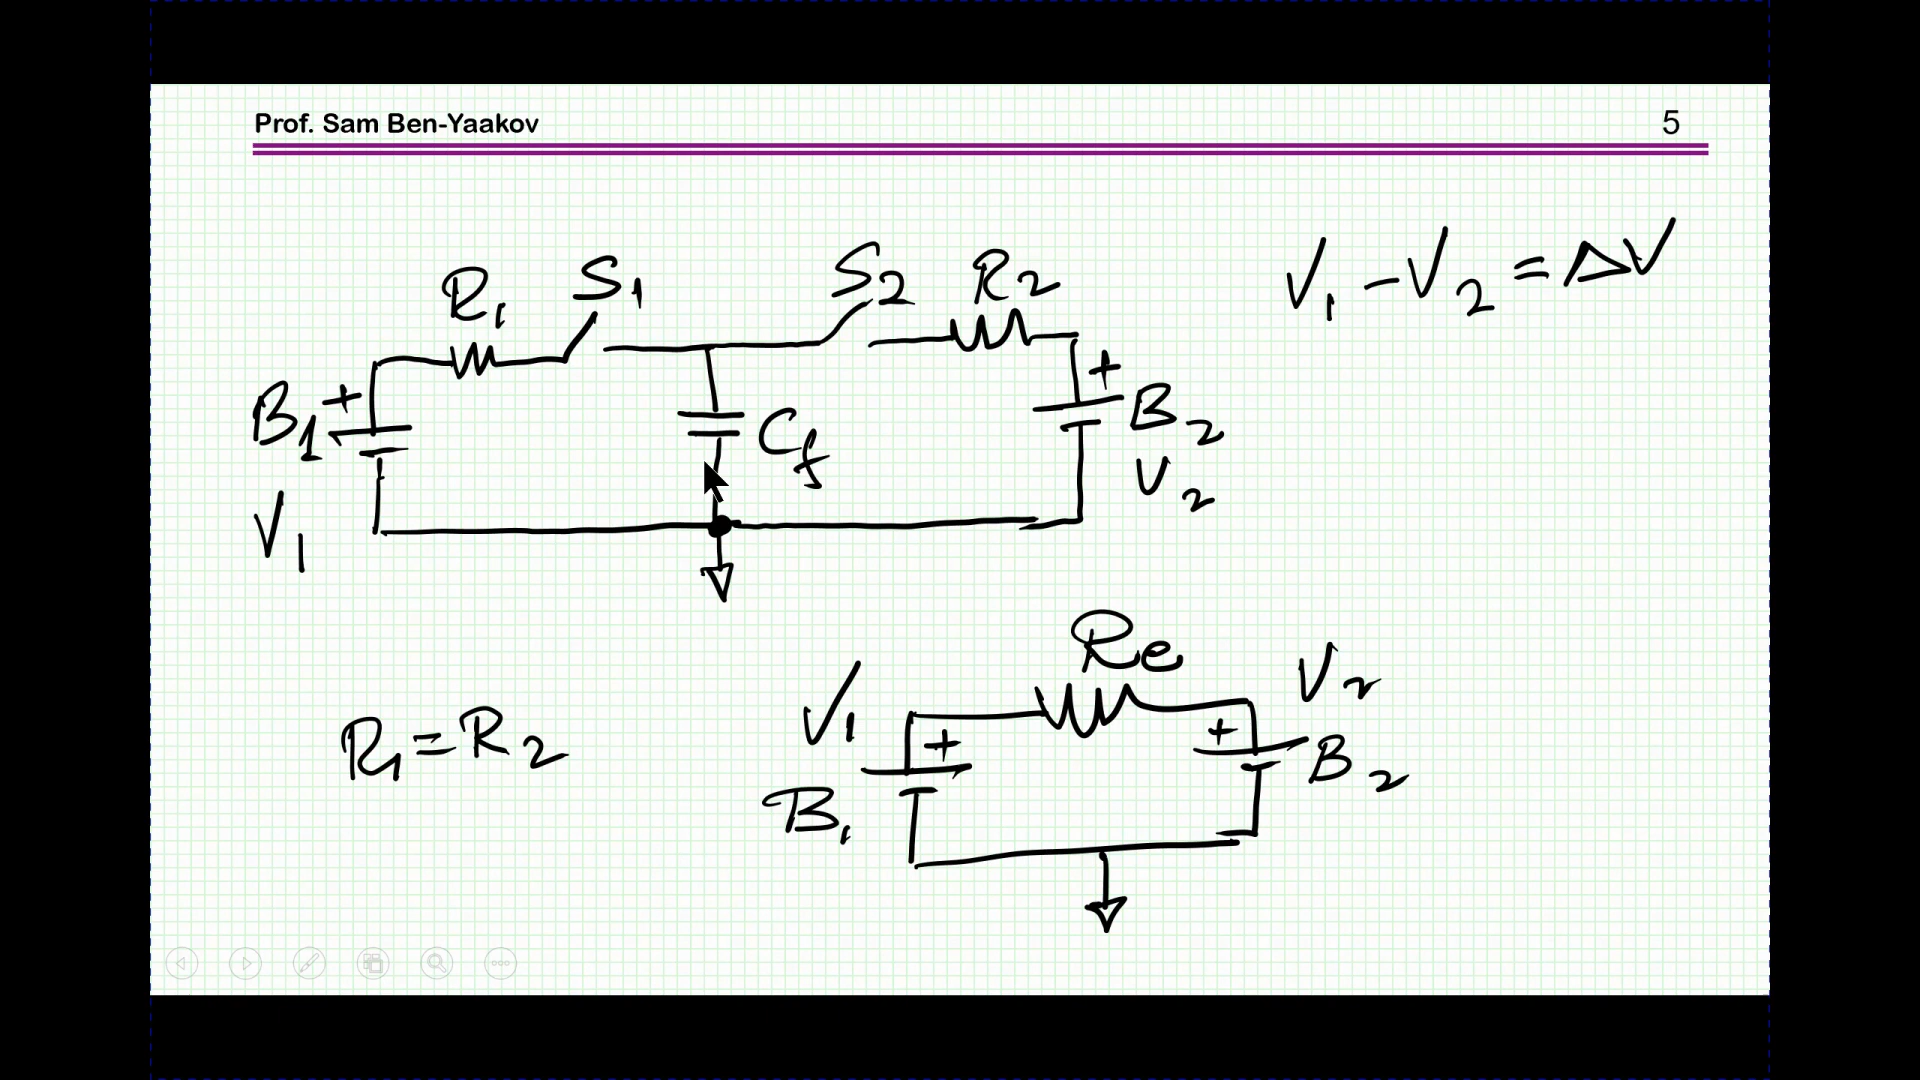 Prof. Sam Ben-Yaakov 5
R1 S1 S2 R2 V1 - V2 = ΔV
B1 + Cf + B2
V1 V2
Re
R1 = R2 V1 + + V2
B1 B2